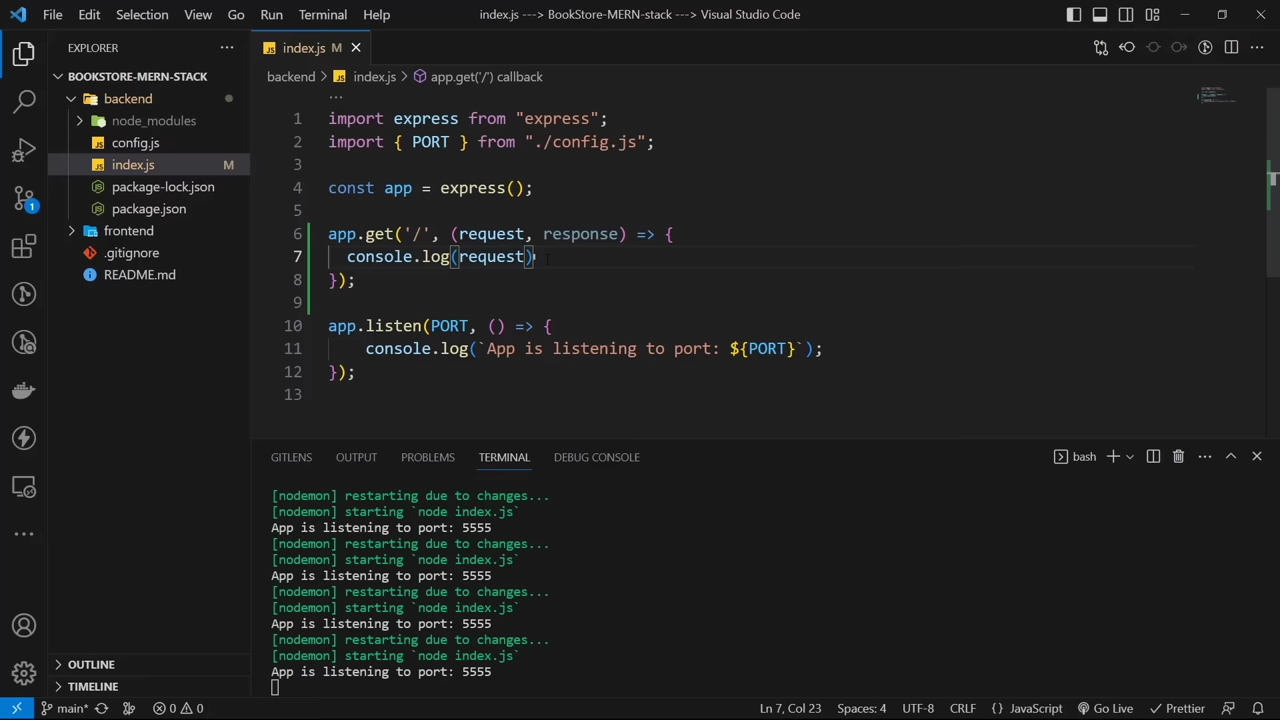 File Edit Selection View Go Run Terminal Help index.js ---> BookStore-MERN-stack ---> Visual Studio Code
EXPLORER
index.js M
BOOKSTORE-MERN-STACK
backend > index.js > app.get('/') callback
backend
node_modules
config.js
index.js M
package-lock.json
package.json
frontend
.gitignore
README.md
1
OUTLINE
TIMELINE
1 import express from "express";
2 import { PORT } from "./config.js";
3
4 const app = express();
5
6 app.get('/', (request, response) => {
7 console.log(request)
8 });
9
10 app.listen(PORT, () => {
11 console.log(`App is listening to port: ${PORT}`);
12 });
13
GITLENS OUTPUT PROBLEMS TERMINAL DEBUG CONSOLE bash
[nodemon] restarting due to changes...
[nodemon] starting `node index.js`
App is listening to port: 5555
[nodemon] restarting due to changes...
[nodemon] starting `node index.js`
App is listening to port: 5555
[nodemon] restarting due to changes...
[nodemon] starting `node index.js`
App is listening to port: 5555
[nodemon] restarting due to changes...
[nodemon] starting `node index.js`
App is listening to port: 5555
main* 0 0 Ln 7, Col 23 Spaces: 4 UTF-8 CRLF {} JavaScript Go Live Prettier